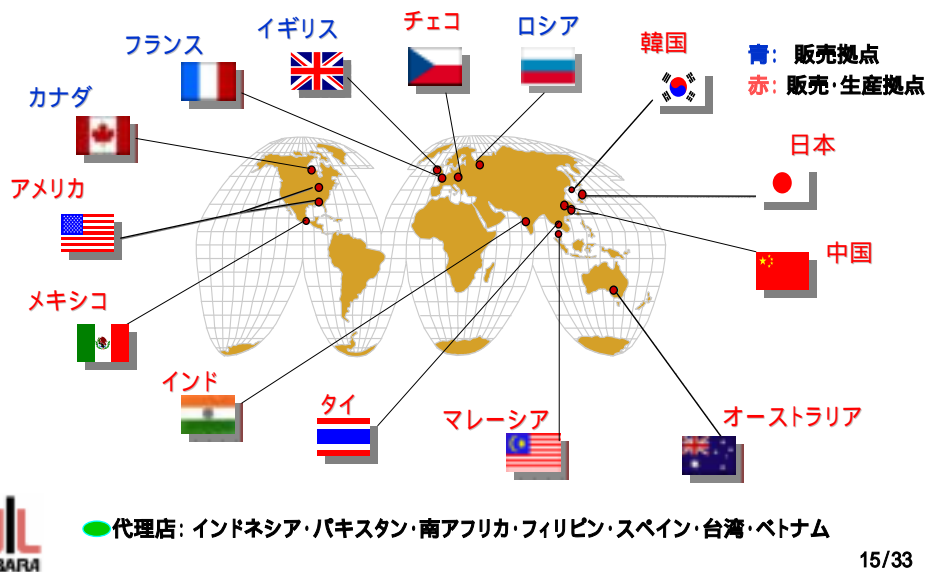 チェコ
ロシア
イギリス
フランス
韓国
青: 販売拠点
赤: 販売・生産拠点
カナダ
日本
アメリカ
中国
メキシコ
インド
タイ
マレーシア
オーストラリア
代理店: インドネシア・パキスタン・南アフリカ・フィリピン・スペイン・台湾・ベトナム
15/33